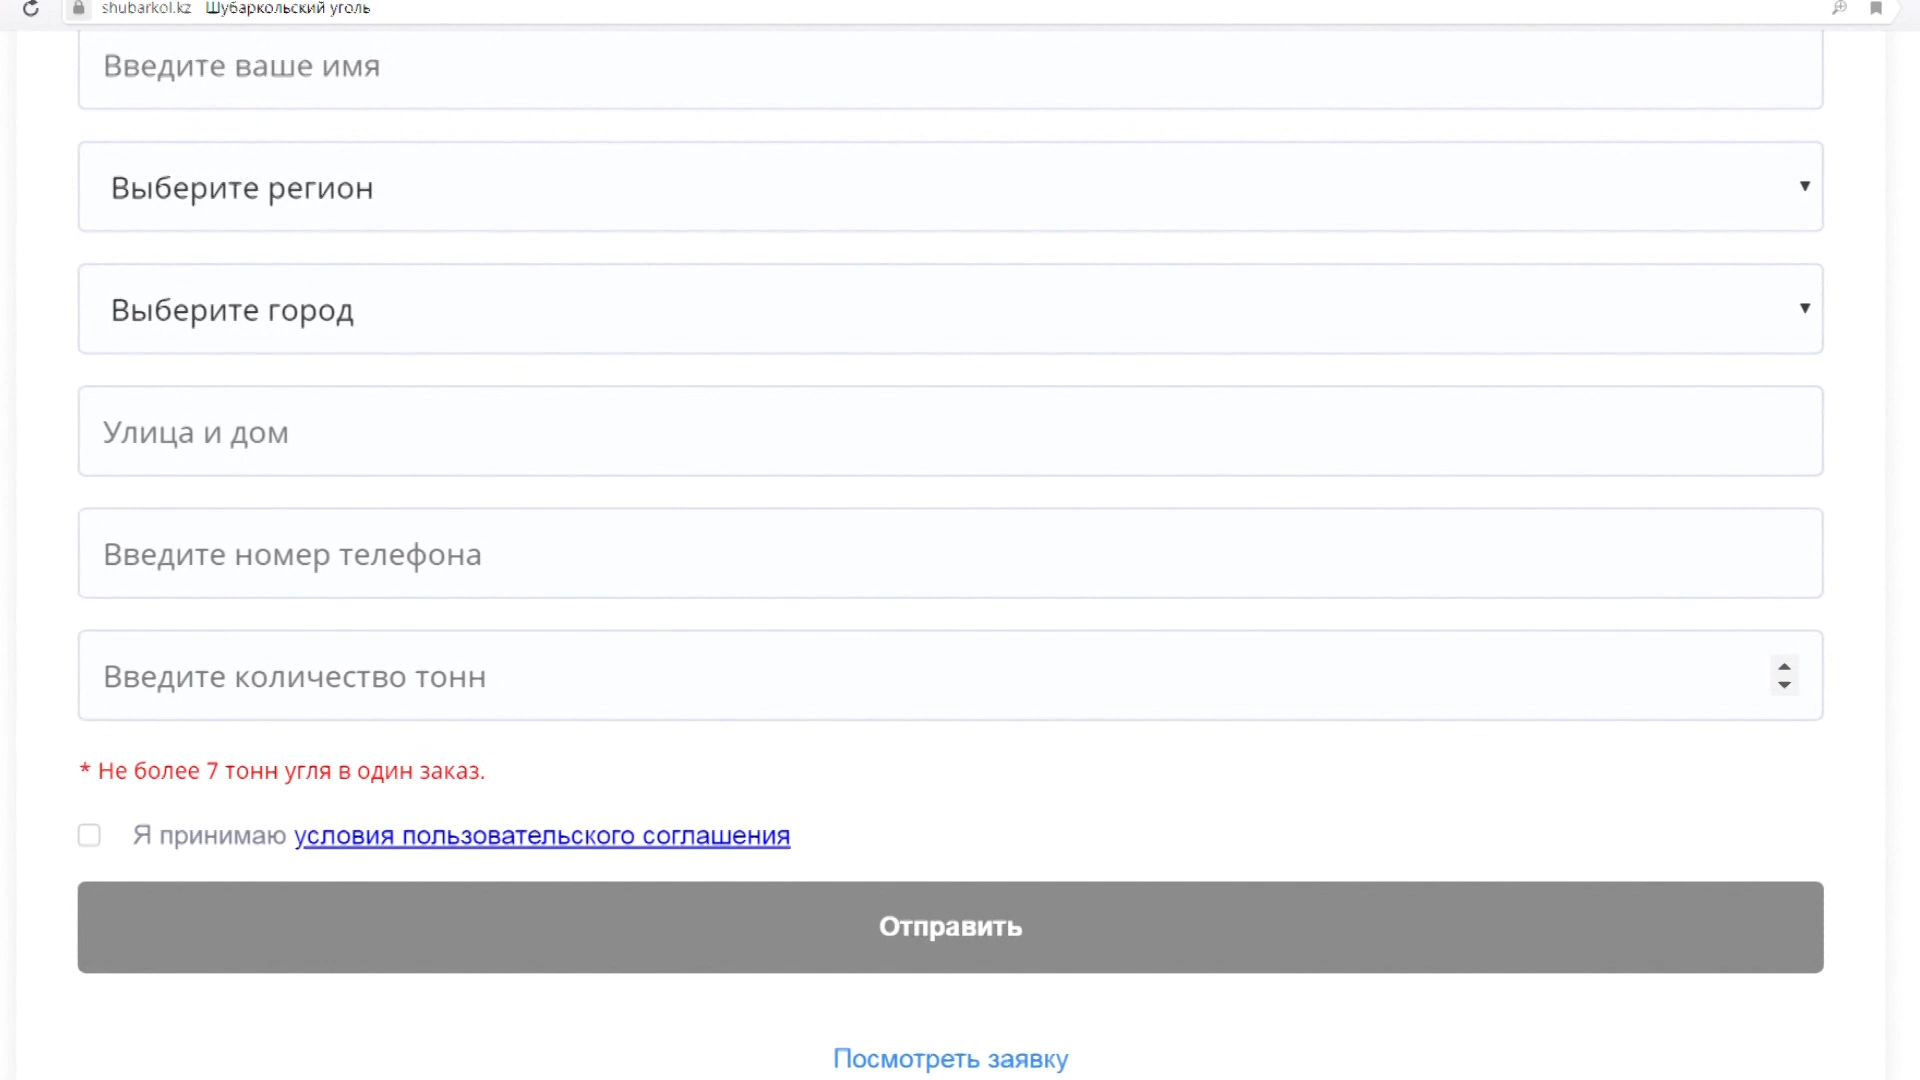 shubarkol.kz Шубаркольский уголь
Введите ваше имя
Выберите регион
Выберите город
Улица и дом
Введите номер телефона
Введите количество тонн
* Не более 7 тонн угля в один заказ.
Я принимаю условия пользовательского соглашения
Отправить
Посмотреть заявку